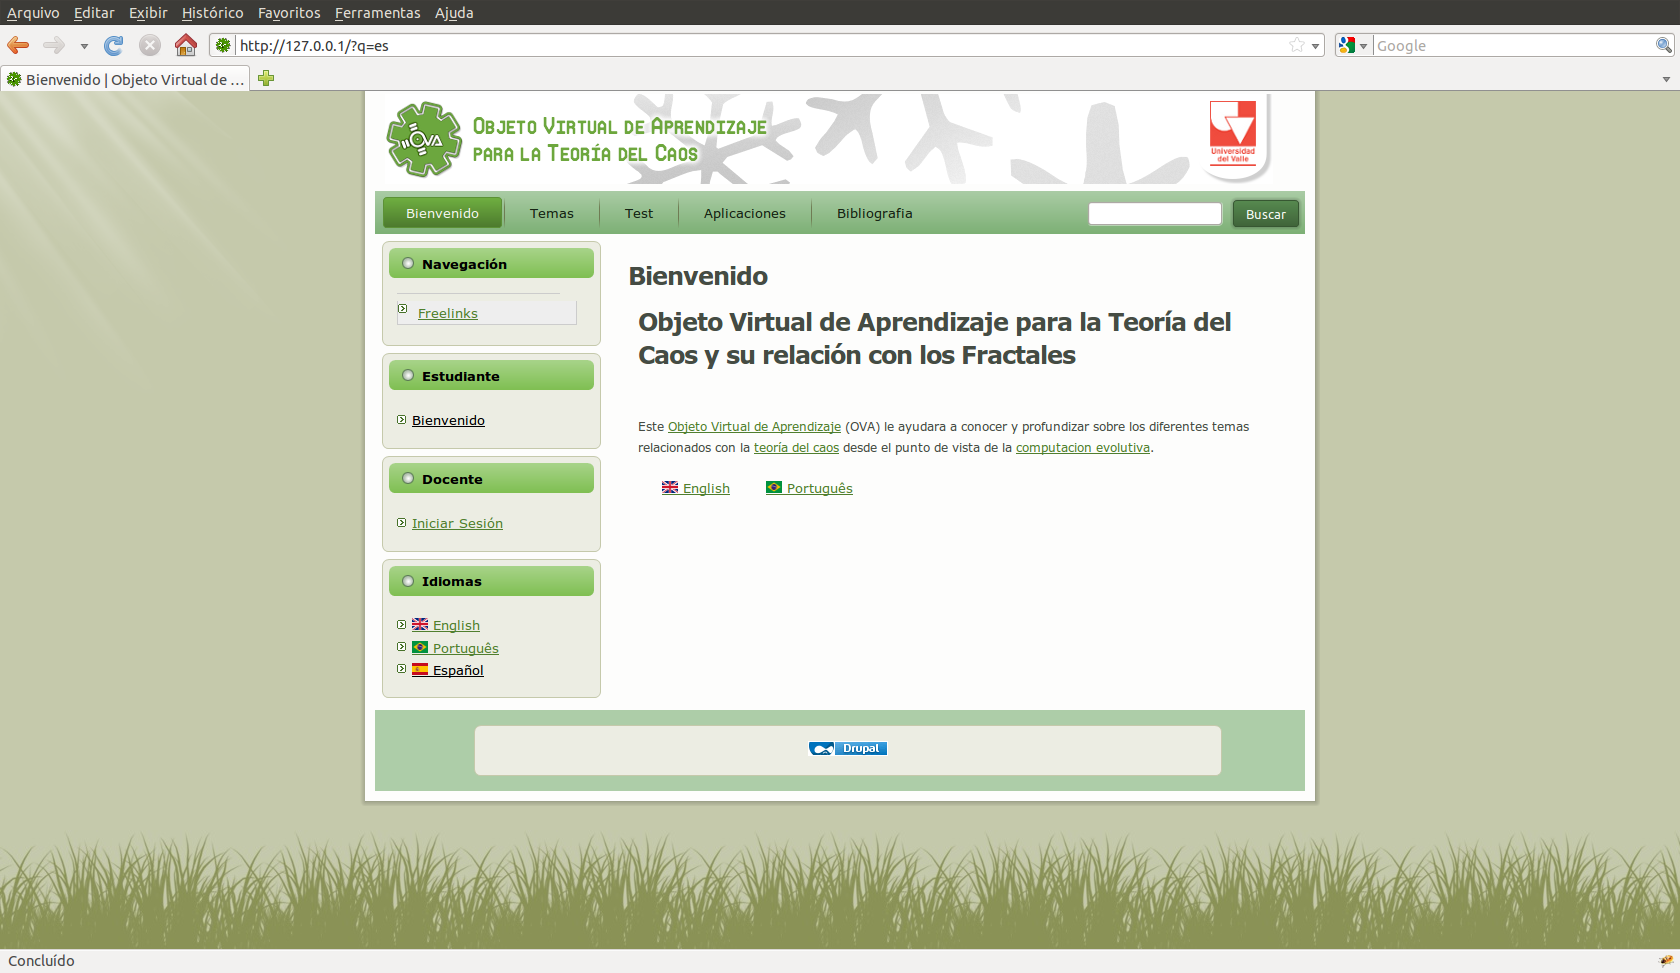 Arquivo Editar Exibir Histórico Favoritos Ferramentas Ajuda
http://127.0.0.1/?q=es
Google
Bienvenido | Objeto Virtual de ...
OVA
Objeto Virtual de Aprendizaje
para la Teoría del Caos
Universidad
del Valle
Bienvenido Temas Test Aplicaciones Bibliografia Buscar
Navegación
Freelinks
Estudiante
Bienvenido
Docente
Iniciar Sesión
Idiomas
English
Português
Español
Bienvenido
Objeto Virtual de Aprendizaje para la Teoría del
Caos y su relación con los Fractales
Este Objeto Virtual de Aprendizaje (OVA) le ayudara a conocer y profundizar sobre los diferentes temas
relacionados con la teoría del caos desde el punto de vista de la computacion evolutiva.
English Português
Drupal
Concluído